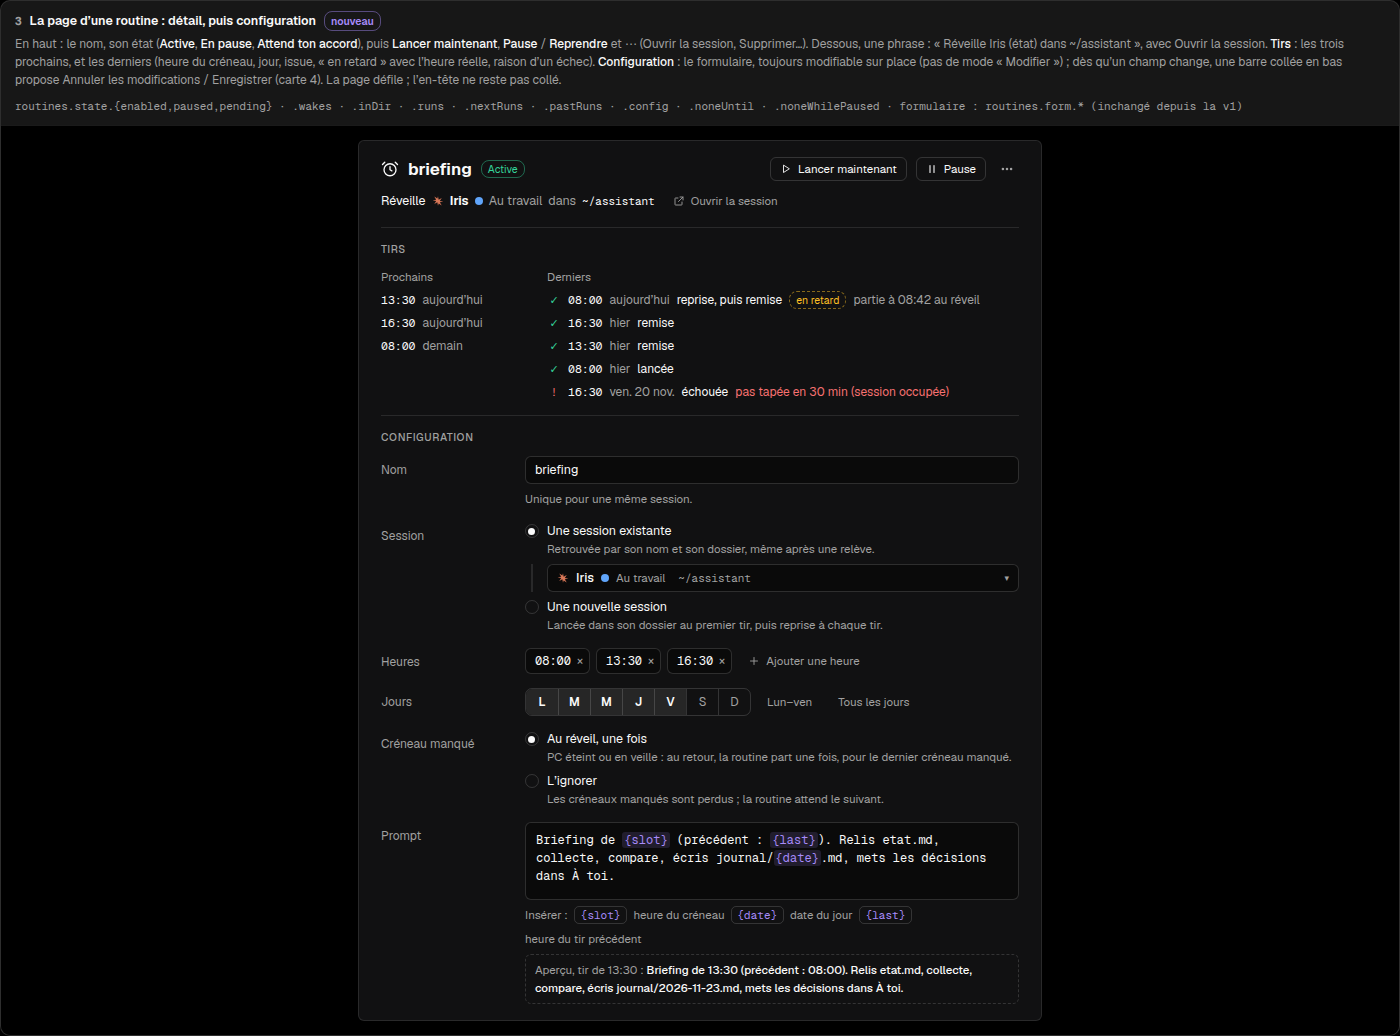 3 La page d'une routine : détail, puis configuration nouveau
En haut : le nom, son état (Active, En pause, Attend ton accord), puis Lancer maintenant, Pause / Reprendre et ··· (Ouvrir la session, Supprimer…). Dessous, une phrase : « Réveille Iris (état) dans ~/assistant », avec Ouvrir la session. Tirs : les trois
prochains, et les derniers (heure du créneau, jour, issue, « en retard » avec l'heure réelle, raison d'un échec). Configuration : le formulaire, toujours modifiable sur place (pas de mode « Modifier ») ; dès qu'un champ change, une barre collée en bas
propose Annuler les modifications / Enregistrer (carte 4). La page défile ; l'en-tête ne reste pas collé.
routines.state.{enabled,paused,pending} · .wakes · .inDir · .runs · .nextRuns · .pastRuns · .config · .noneUntil · .noneWhilePaused · formulaire : routines.form.* (inchangé depuis la v1)
briefing Active Lancer maintenant Pause ···
Réveille Iris Au travail dans ~/assistant Ouvrir la session
TIRS
Prochains Derniers
13:30 aujourd'hui ✓ 08:00 aujourd'hui reprise, puis remise en retard partie à 08:42 au réveil
16:30 aujourd'hui ✓ 16:30 hier remise
08:00 demain ✓ 13:30 hier remise
✓ 08:00 hier lancée
! 16:30 ven. 20 nov. échouée pas tapée en 30 min (session occupée)
CONFIGURATION
Nom briefing
Unique pour une même session.
Session Une session existante
Retrouvée par son nom et son dossier, même après une relève.
Iris Au travail ~/assistant ▾
Une nouvelle session
Lancée dans son dossier au premier tir, puis reprise à chaque tir.
Heures 08:00 × 13:30 × 16:30 × + Ajouter une heure
Jours L M M J V S D Lun–ven Tous les jours
Créneau manqué Au réveil, une fois
PC éteint ou en veille : au retour, la routine part une fois, pour le dernier créneau manqué.
L'ignorer
Les créneaux manqués sont perdus ; la routine attend le suivant.
Prompt Briefing de {slot} (précédent : {last}). Relis etat.md,
collecte, compare, écris journal/{date}.md, mets les décisions
dans À toi.
Insérer : {slot} heure du créneau {date} date du jour {last}
heure du tir précédent
Aperçu, tir de 13:30 : Briefing de 13:30 (précédent : 08:00). Relis etat.md, collecte,
compare, écris journal/2026-11-23.md, mets les décisions dans À toi.